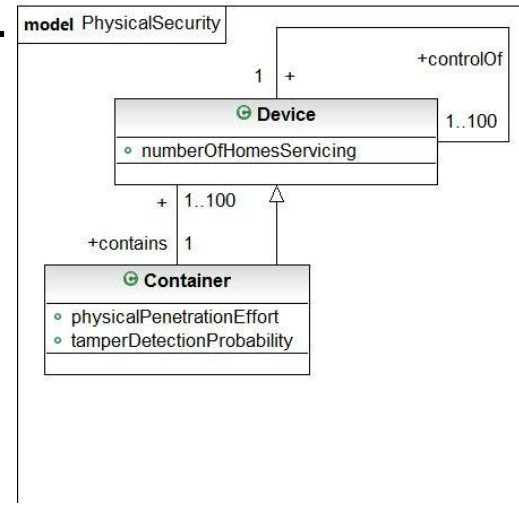 model PhysicalSecurity
+controlOf
1 +
G Device
1..100
numberOfHomesServicing
+ 1..100
+contains 1
G Container
physicalPenetrationEffort
tamperDetectionProbability